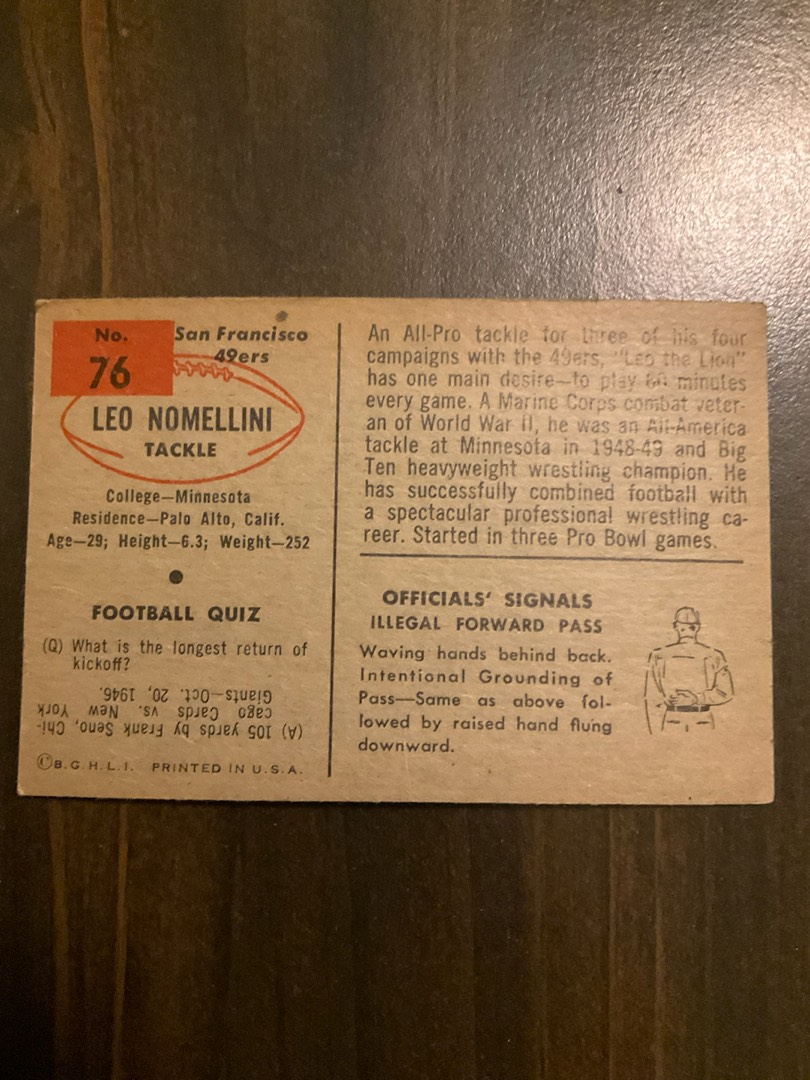 No.
76
San Francisco
49ers
LEO NOMELLINI
TACKLE
College—Minnesota
Residence—Palo Alto, Calif.
Age—29; Height—6.3; Weight—252
FOOTBALL QUIZ
(Q) What is the longest return of
kickoff?
(A) 105 yards by Frank Seno, Chi-
cago Cards vs. New York
Giants—Oct. 20, 1946.
©B.G.H.L.I. PRINTED IN U.S.A.
An All-Pro tackle for three of his four
campaigns with the 49ers, "Leo the Lion"
has one main desire—to play 60 minutes
every game. A Marine Corps combat veter-
an of World War II, he was an All-America
tackle at Minnesota in 1948-49 and Big
Ten heavyweight wrestling champion. He
has successfully combined football with
a spectacular professional wrestling ca-
reer. Started in three Pro Bowl games.
OFFICIALS' SIGNALS
ILLEGAL FORWARD PASS
Waving hands behind back.
Intentional Grounding of
Pass—Same as above fol-
lowed by raised hand flung
downward.